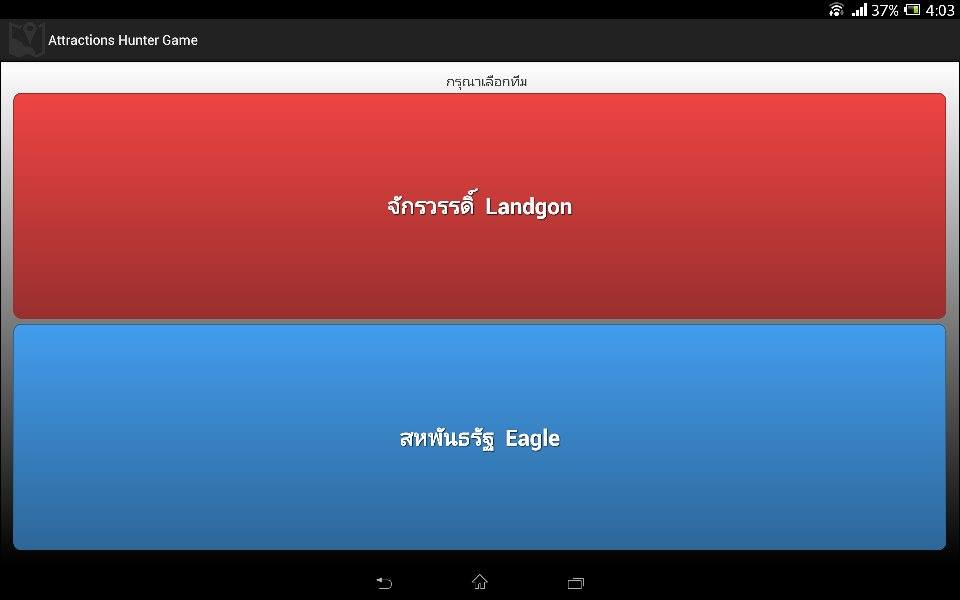 37% 4:03
Attractions Hunter Game
กรุณาเลือกทีม
จักรวรรดิ์ Landgon
สหพันธรัฐ Eagle